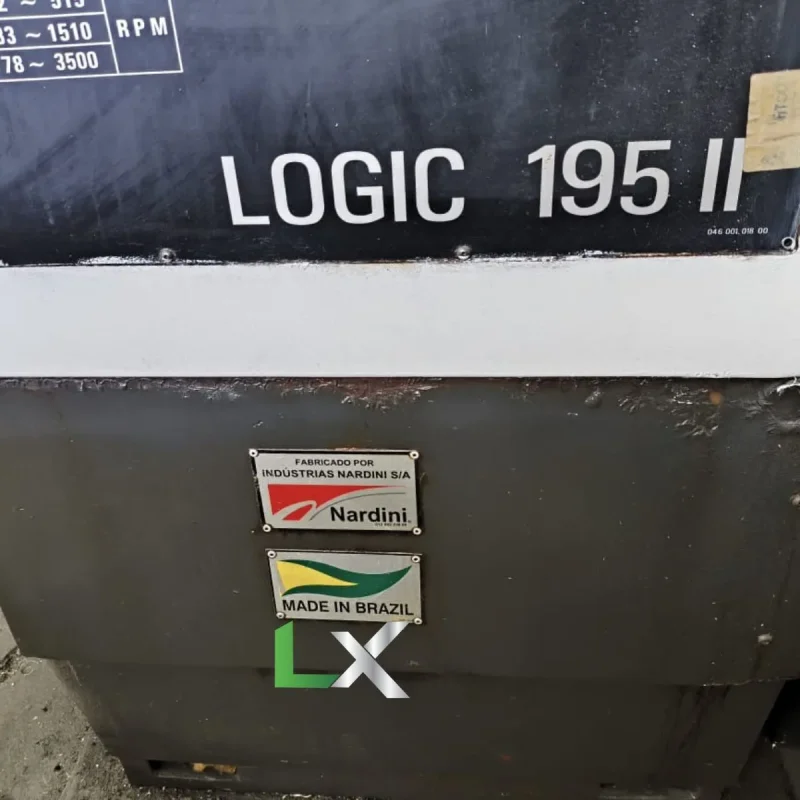 ~ 515
~ 1510
78 ~ 3500
RPM
LOGIC 195 II
046 001 018 00
FABRICADO POR
INDÚSTRIAS NARDINI S/A
Nardini
MADE IN BRAZIL
LX